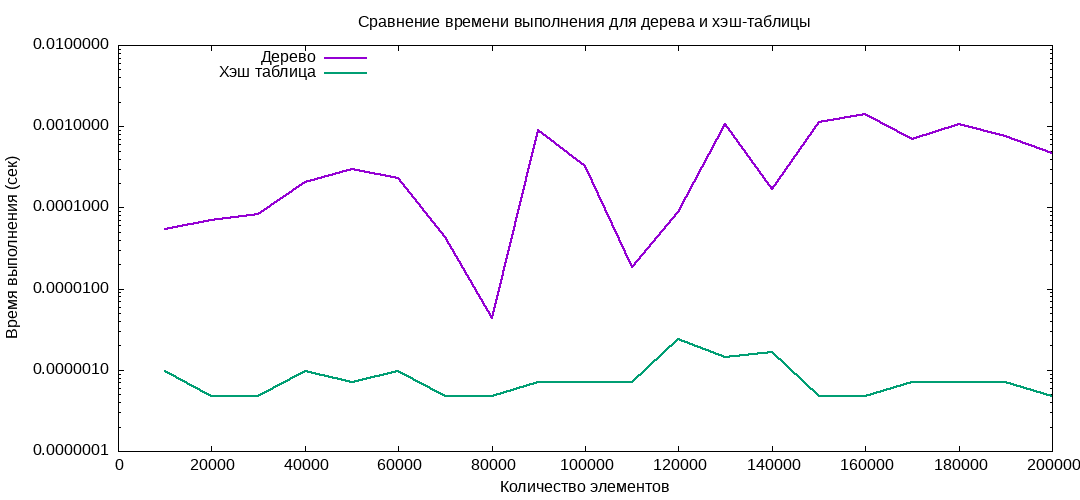 Сравнение времени выполнения для дерева и хэш-таблицы
0.0100000
0.0010000
0.0001000
0.0000100
0.0000010
0.0000001
Время выполнения (сек)
Дерево
Хэш таблица
0 20000 40000 60000 80000 100000 120000 140000 160000 180000 200000
Количество элементов